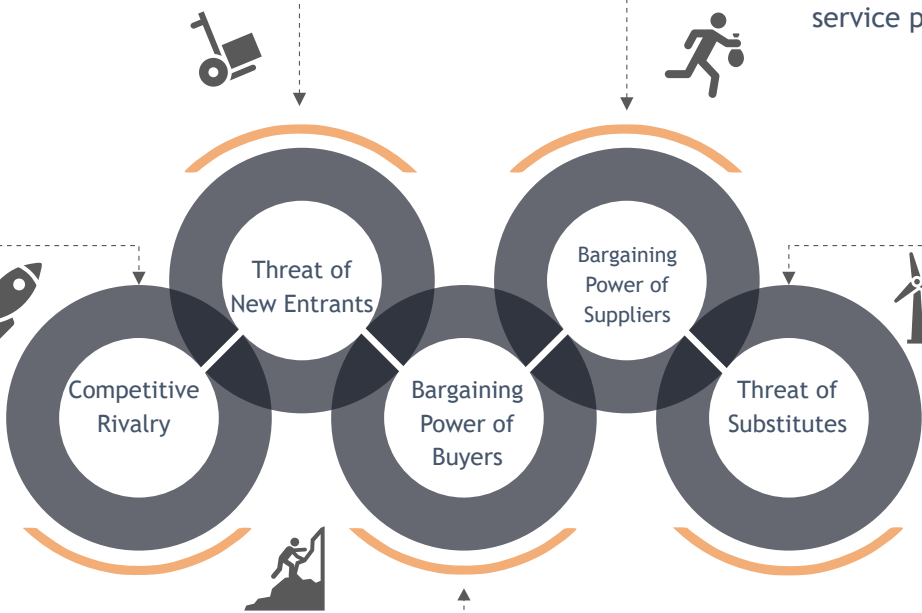 service p
Threat of
New Entrants
Bargaining
Power of
Suppliers
Competitive
Rivalry
Bargaining
Power of
Buyers
Threat of
Substitutes